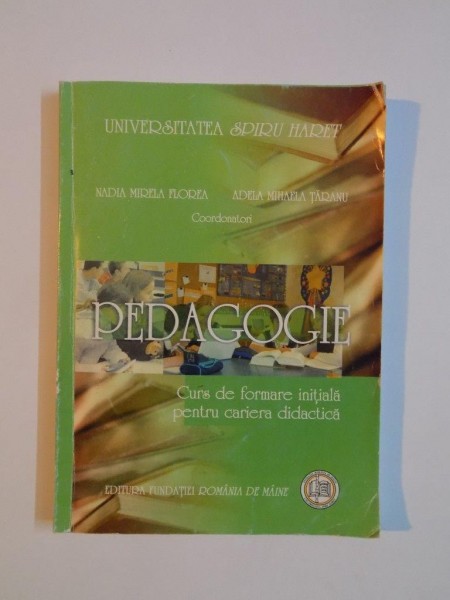 UNIVERSITATEA SPIRU HARET
NADIA MIRELA FLOREA ADELA MIHAELA ȚĂRANU
Coordonatori
PEDAGOGIE
Curs de formare inițială
pentru cariera didactică
EDITURA FUNDAȚIEI ROMÂNIA DE MÂINE